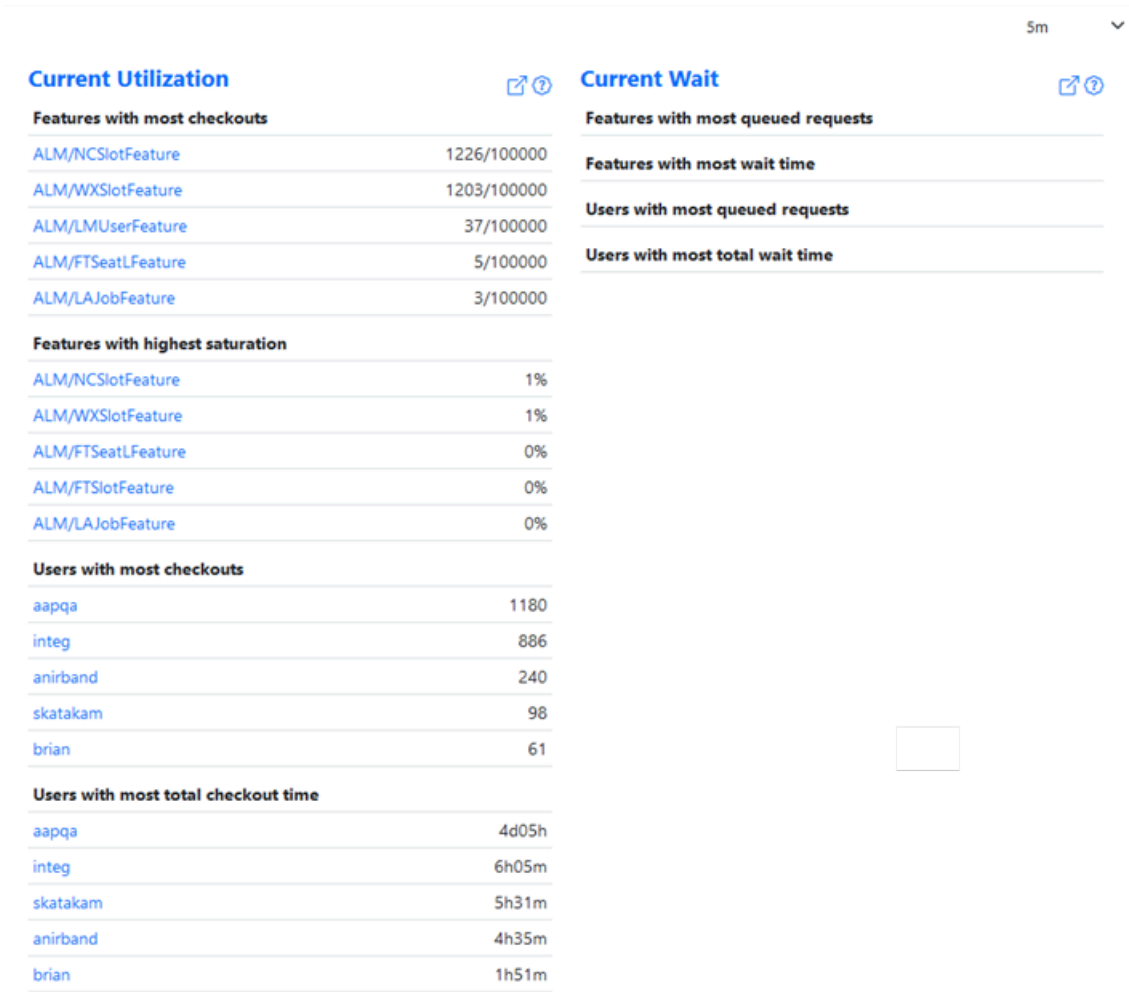 5m
Current Utilization
Features with most checkouts
ALM/NCSlotFeature 1226/100000
ALM/WXSlotFeature 1203/100000
ALM/LMUserFeature 37/100000
ALM/FTSeatLFeature 5/100000
ALM/LAJobFeature 3/100000
Features with highest saturation
ALM/NCSlotFeature 1%
ALM/WXSlotFeature 1%
ALM/FTSeatLFeature 0%
ALM/FTSlotFeature 0%
ALM/LAJobFeature 0%
Users with most checkouts
aapqa 1180
integ 886
anirband 240
skatakam 98
brian 61
Users with most total checkout time
aapqa 4d05h
integ 6h05m
skatakam 5h31m
anirband 4h35m
brian 1h51m
Current Wait
Features with most queued requests
Features with most wait time
Users with most queued requests
Users with most total wait time